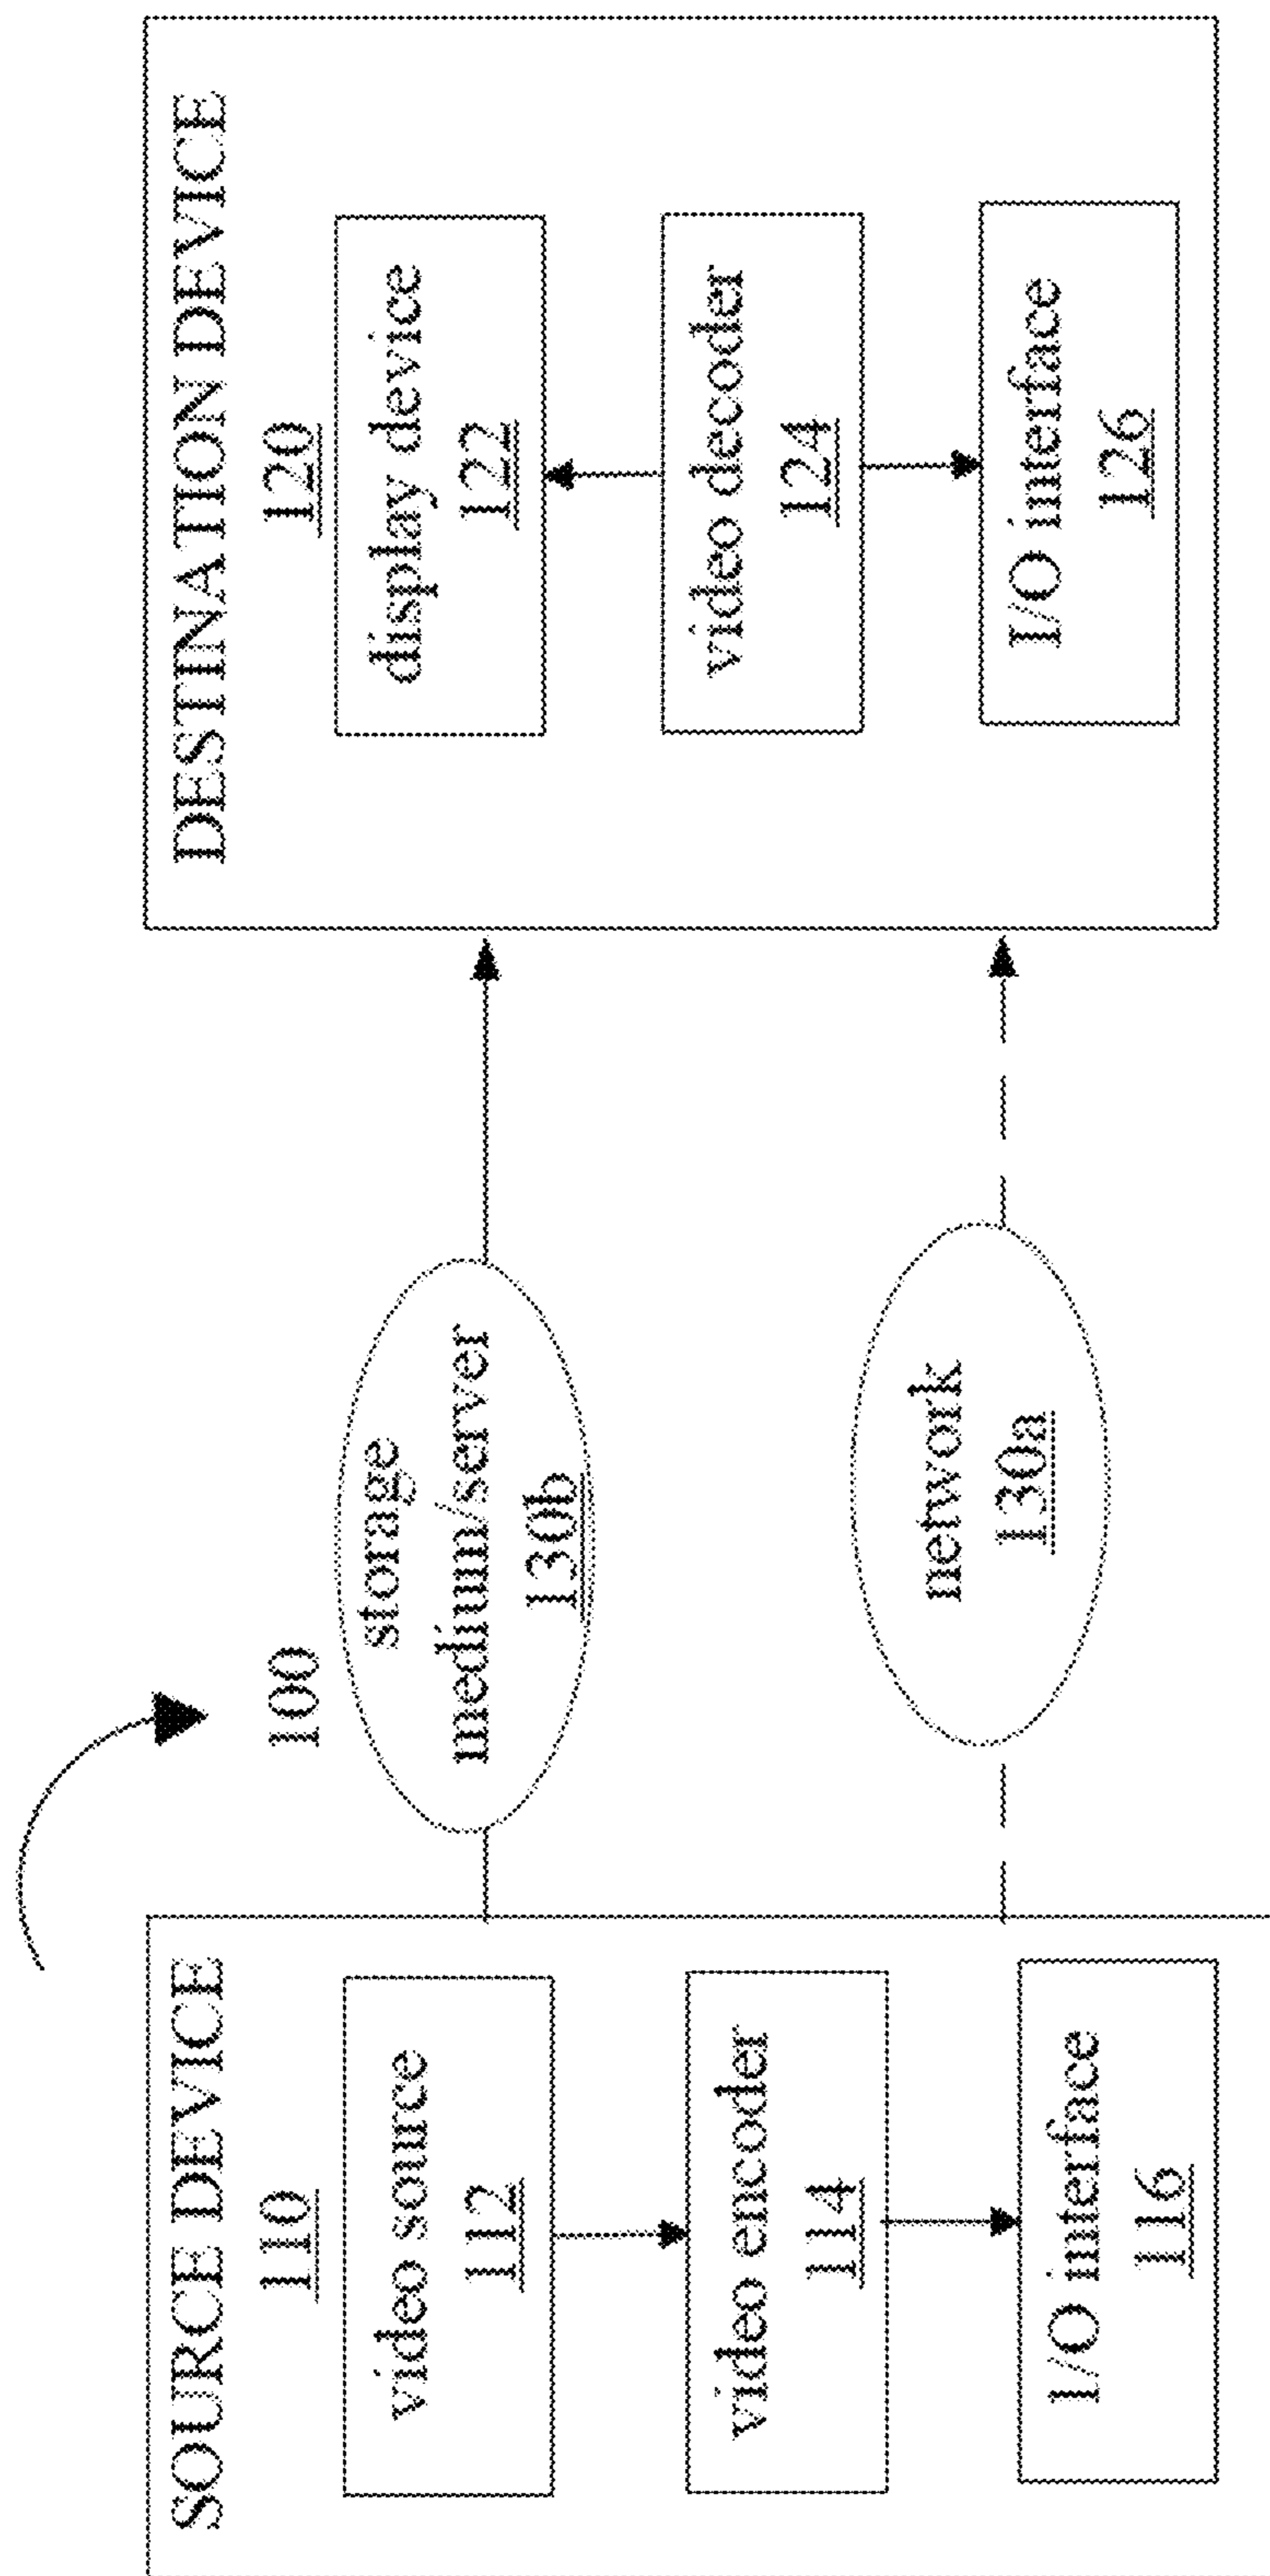 100
SOURCE DEVICE
110
video source
112
video encoder
114
I/O interface
116
storage
medium/server
130b
network
130a
DESTINATION DEVICE
120
display device
122
video decoder
124
I/O interface
126